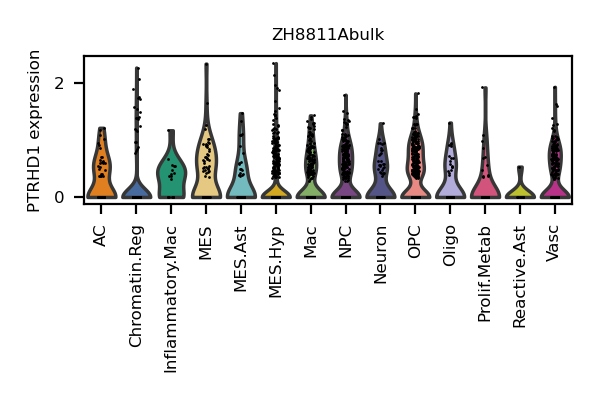 ZH8811Abulk
PTRHD1 expression
2
0
AC
Chromatin.Reg
Inflammatory.Mac
MES
MES.Ast
MES.Hyp
Mac
NPC
Neuron
OPC
Oligo
Prolif.Metab
Reactive.Ast
Vasc